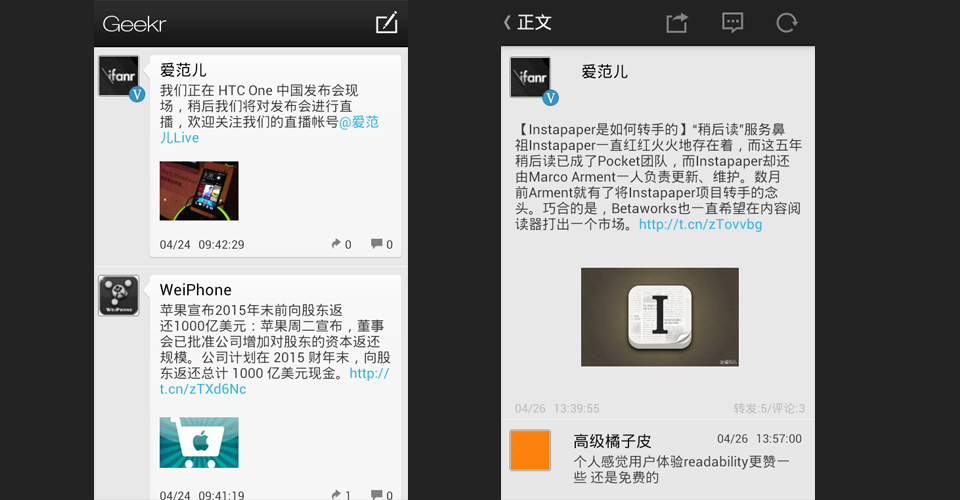 Geekr
ifanr
V
爱范儿
我们正在 HTC One 中国发布会现
场，稍后我们将对发布会进行直
播，欢迎关注我们的直播帐号@爱范
儿Live
04/24 09:42:29
0
0
WeiPhone
WeiPhone
苹果宣布2015年末前向股东返
还1000亿美元：苹果周二宣布，董事
会已批准公司增加对股东的资本返还
规模。公司计划在 2015 财年末，向股
东返还总计 1000 亿美元现金。http://
t.cn/zTXd6Nc
04/24 09:41:19
1
0
正文
ifanr
V
爱范儿
【Instapaper是如何转手的】“稍后读”服务鼻
祖Instapaper一直红红火火地存在着，而这五年
稍后读已成了Pocket团队，而Instapaper却还
由Marco Arment一人负责更新、维护。数月
前Arment就有了将Instapaper项目转手的念
头。巧合的是，Betaworks也一直希望在内容阅
读器打出一个市场。http://t.cn/zTovvbg
I
04/26 13:39:55
转发:5/评论:3
高级橘子皮
04/26 13:57:00
个人感觉用户体验readability更赞一
些 还是免费的